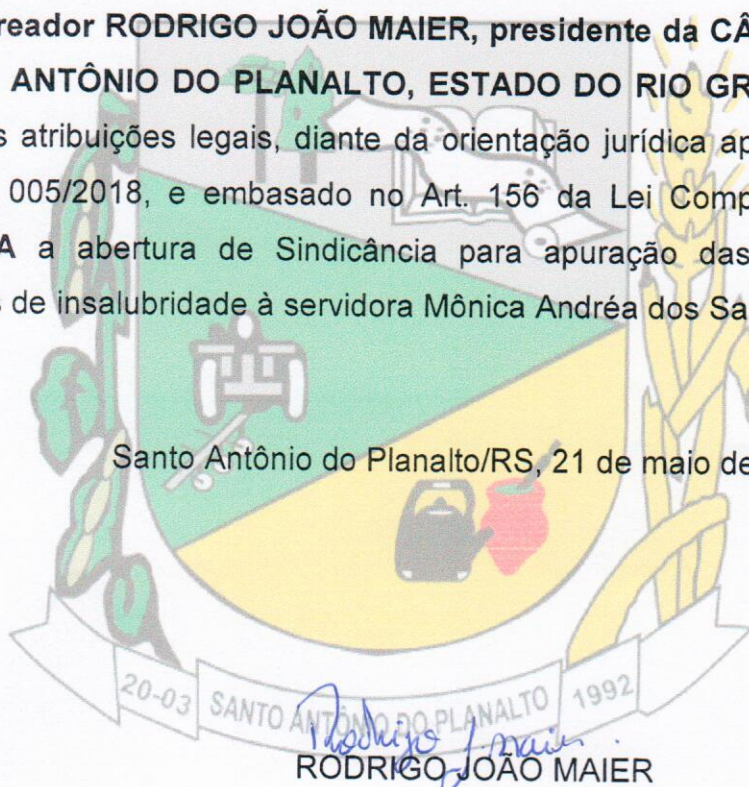 reador RODRIGO JOÃO MAIER, presidente da CÂ
ANTÔNIO DO PLANALTO, ESTADO DO RIO GR
s atribuições legais, diante da orientação jurídica ap
005/2018, e embasado no Art. 156 da Lei Comp
A a abertura de Sindicância para apuração das
s de insalubridade à servidora Mônica Andréa dos Sa
Santo Antônio do Planalto/RS, 21 de maio de
20-03 SANTO ANTÔNIO DO PLANALTO 1992
Rodrigo J. Maier
RODRIGO JOÃO MAIER